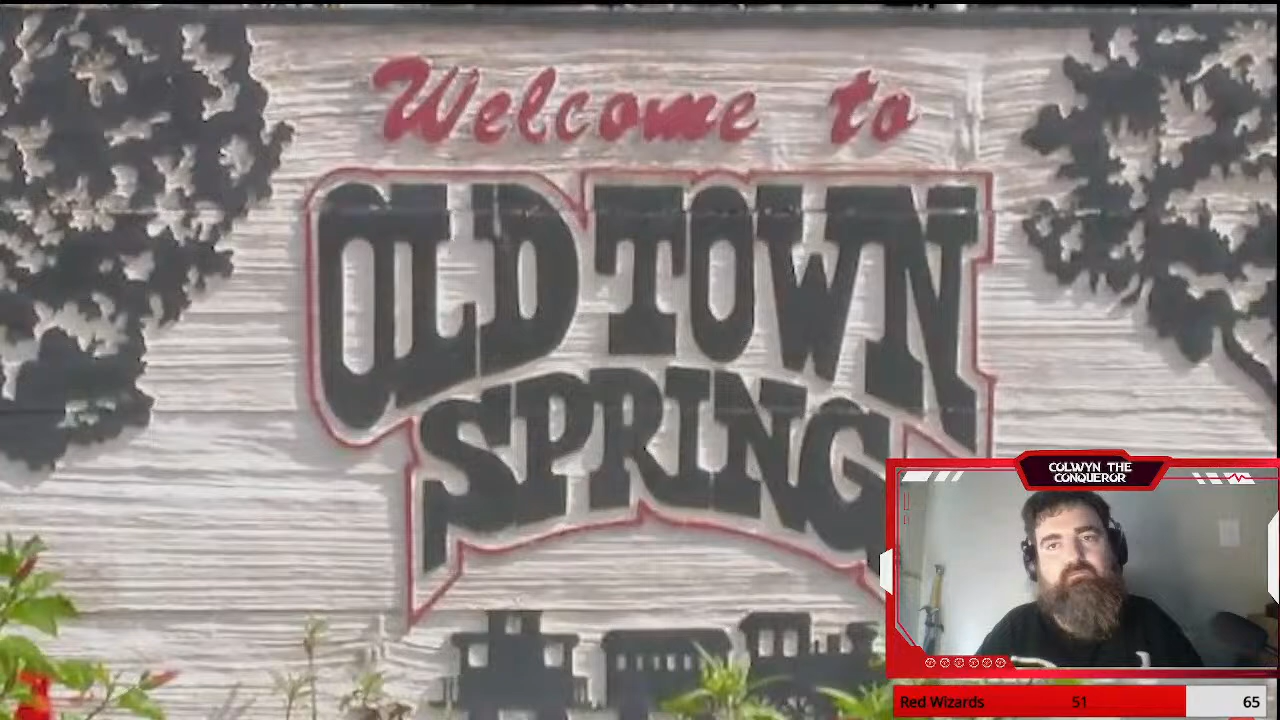 Welcome to
OLD TOWN
SPRING
COLWYN THE
CONQUEROR
Red Wizards 51 65